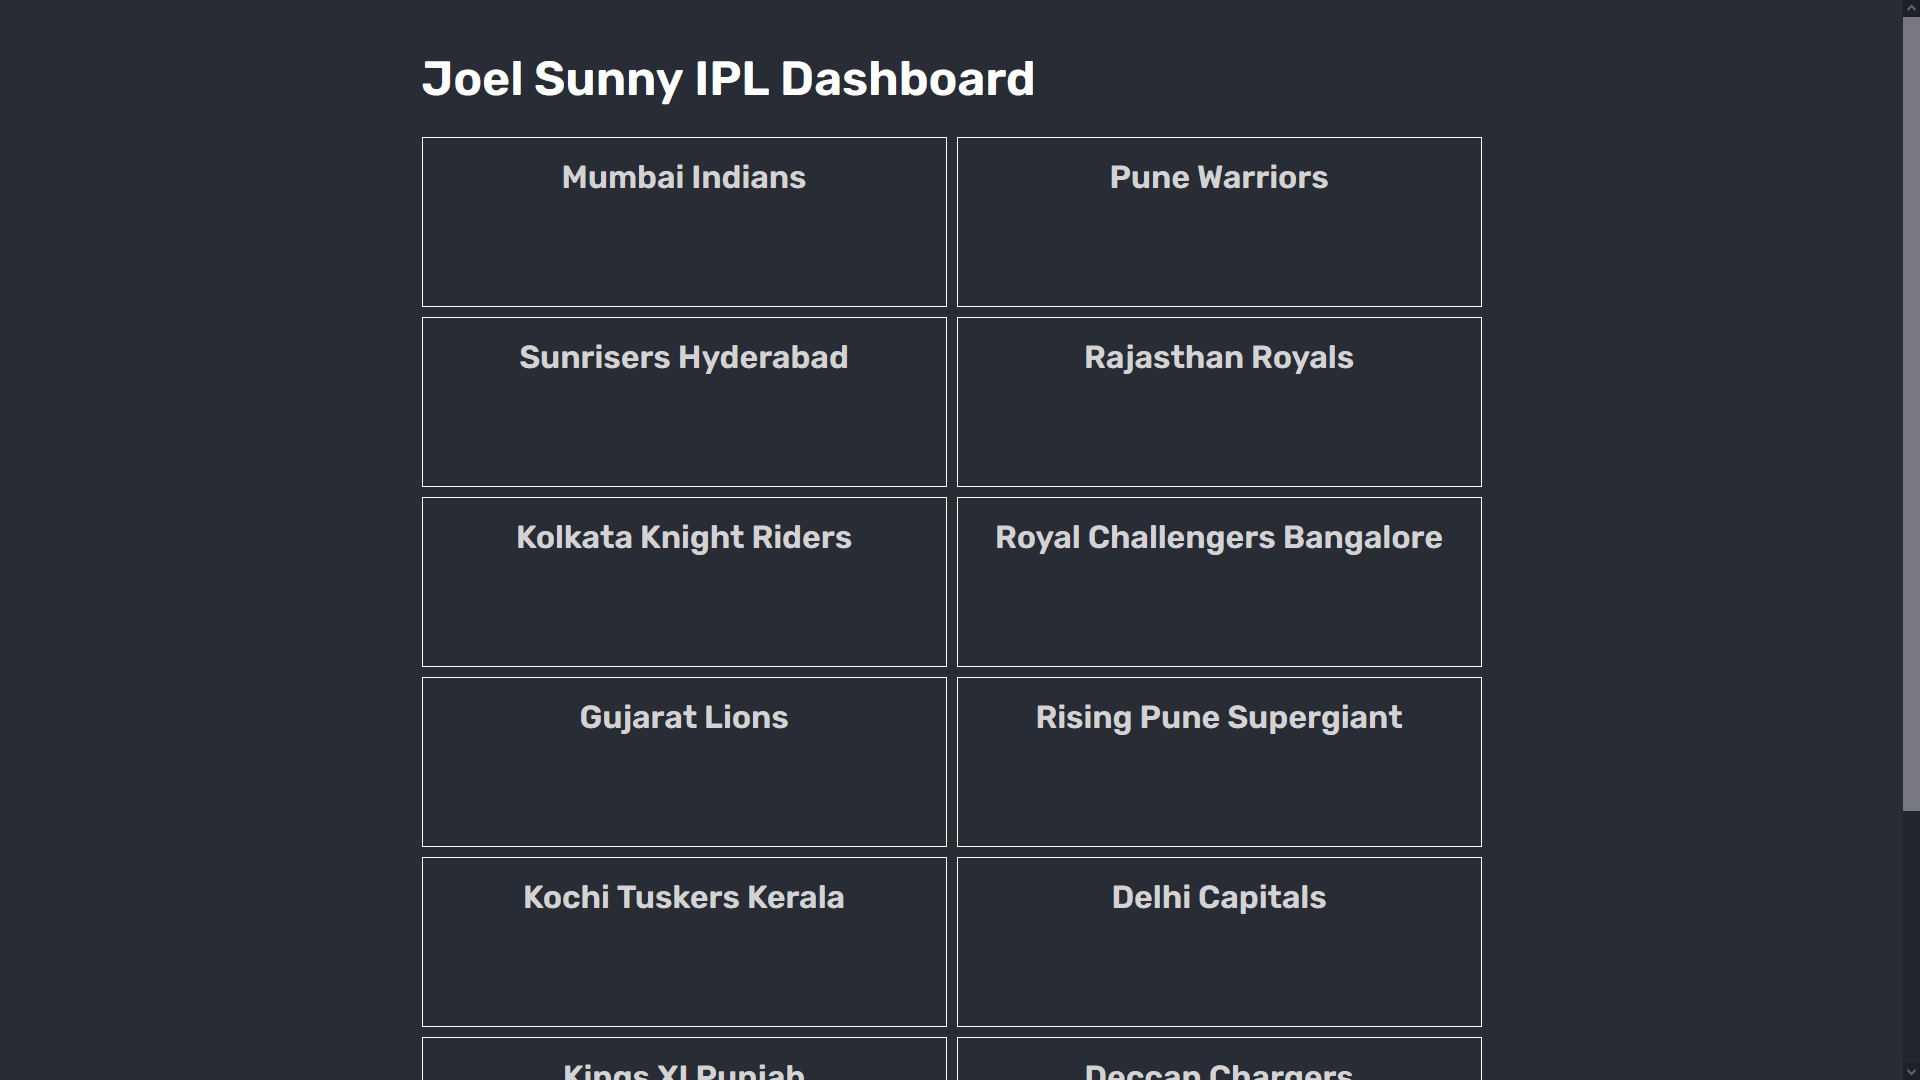 Joel Sunny IPL Dashboard
Mumbai Indians
Pune Warriors
Sunrisers Hyderabad
Rajasthan Royals
Kolkata Knight Riders
Royal Challengers Bangalore
Gujarat Lions
Rising Pune Supergiant
Kochi Tuskers Kerala
Delhi Capitals
Kings XI Punjab
Deccan Chargers